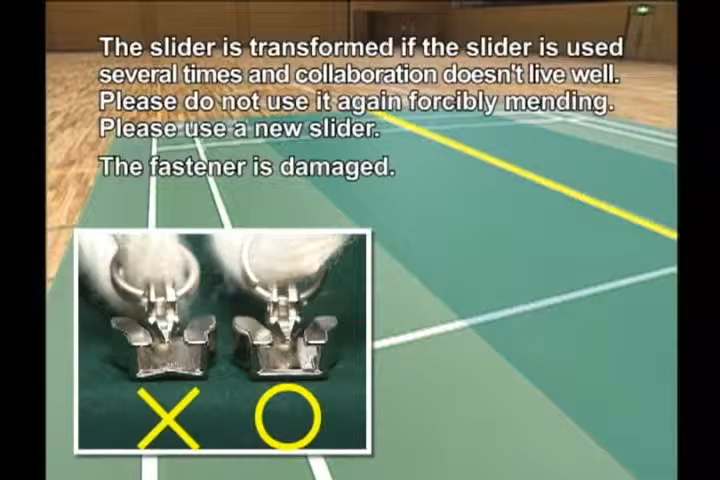 The slider is transformed if the slider is used
several times and collaboration doesn't live well.
Please do not use it again forcibly mending.
Please use a new slider.
The fastener is damaged.